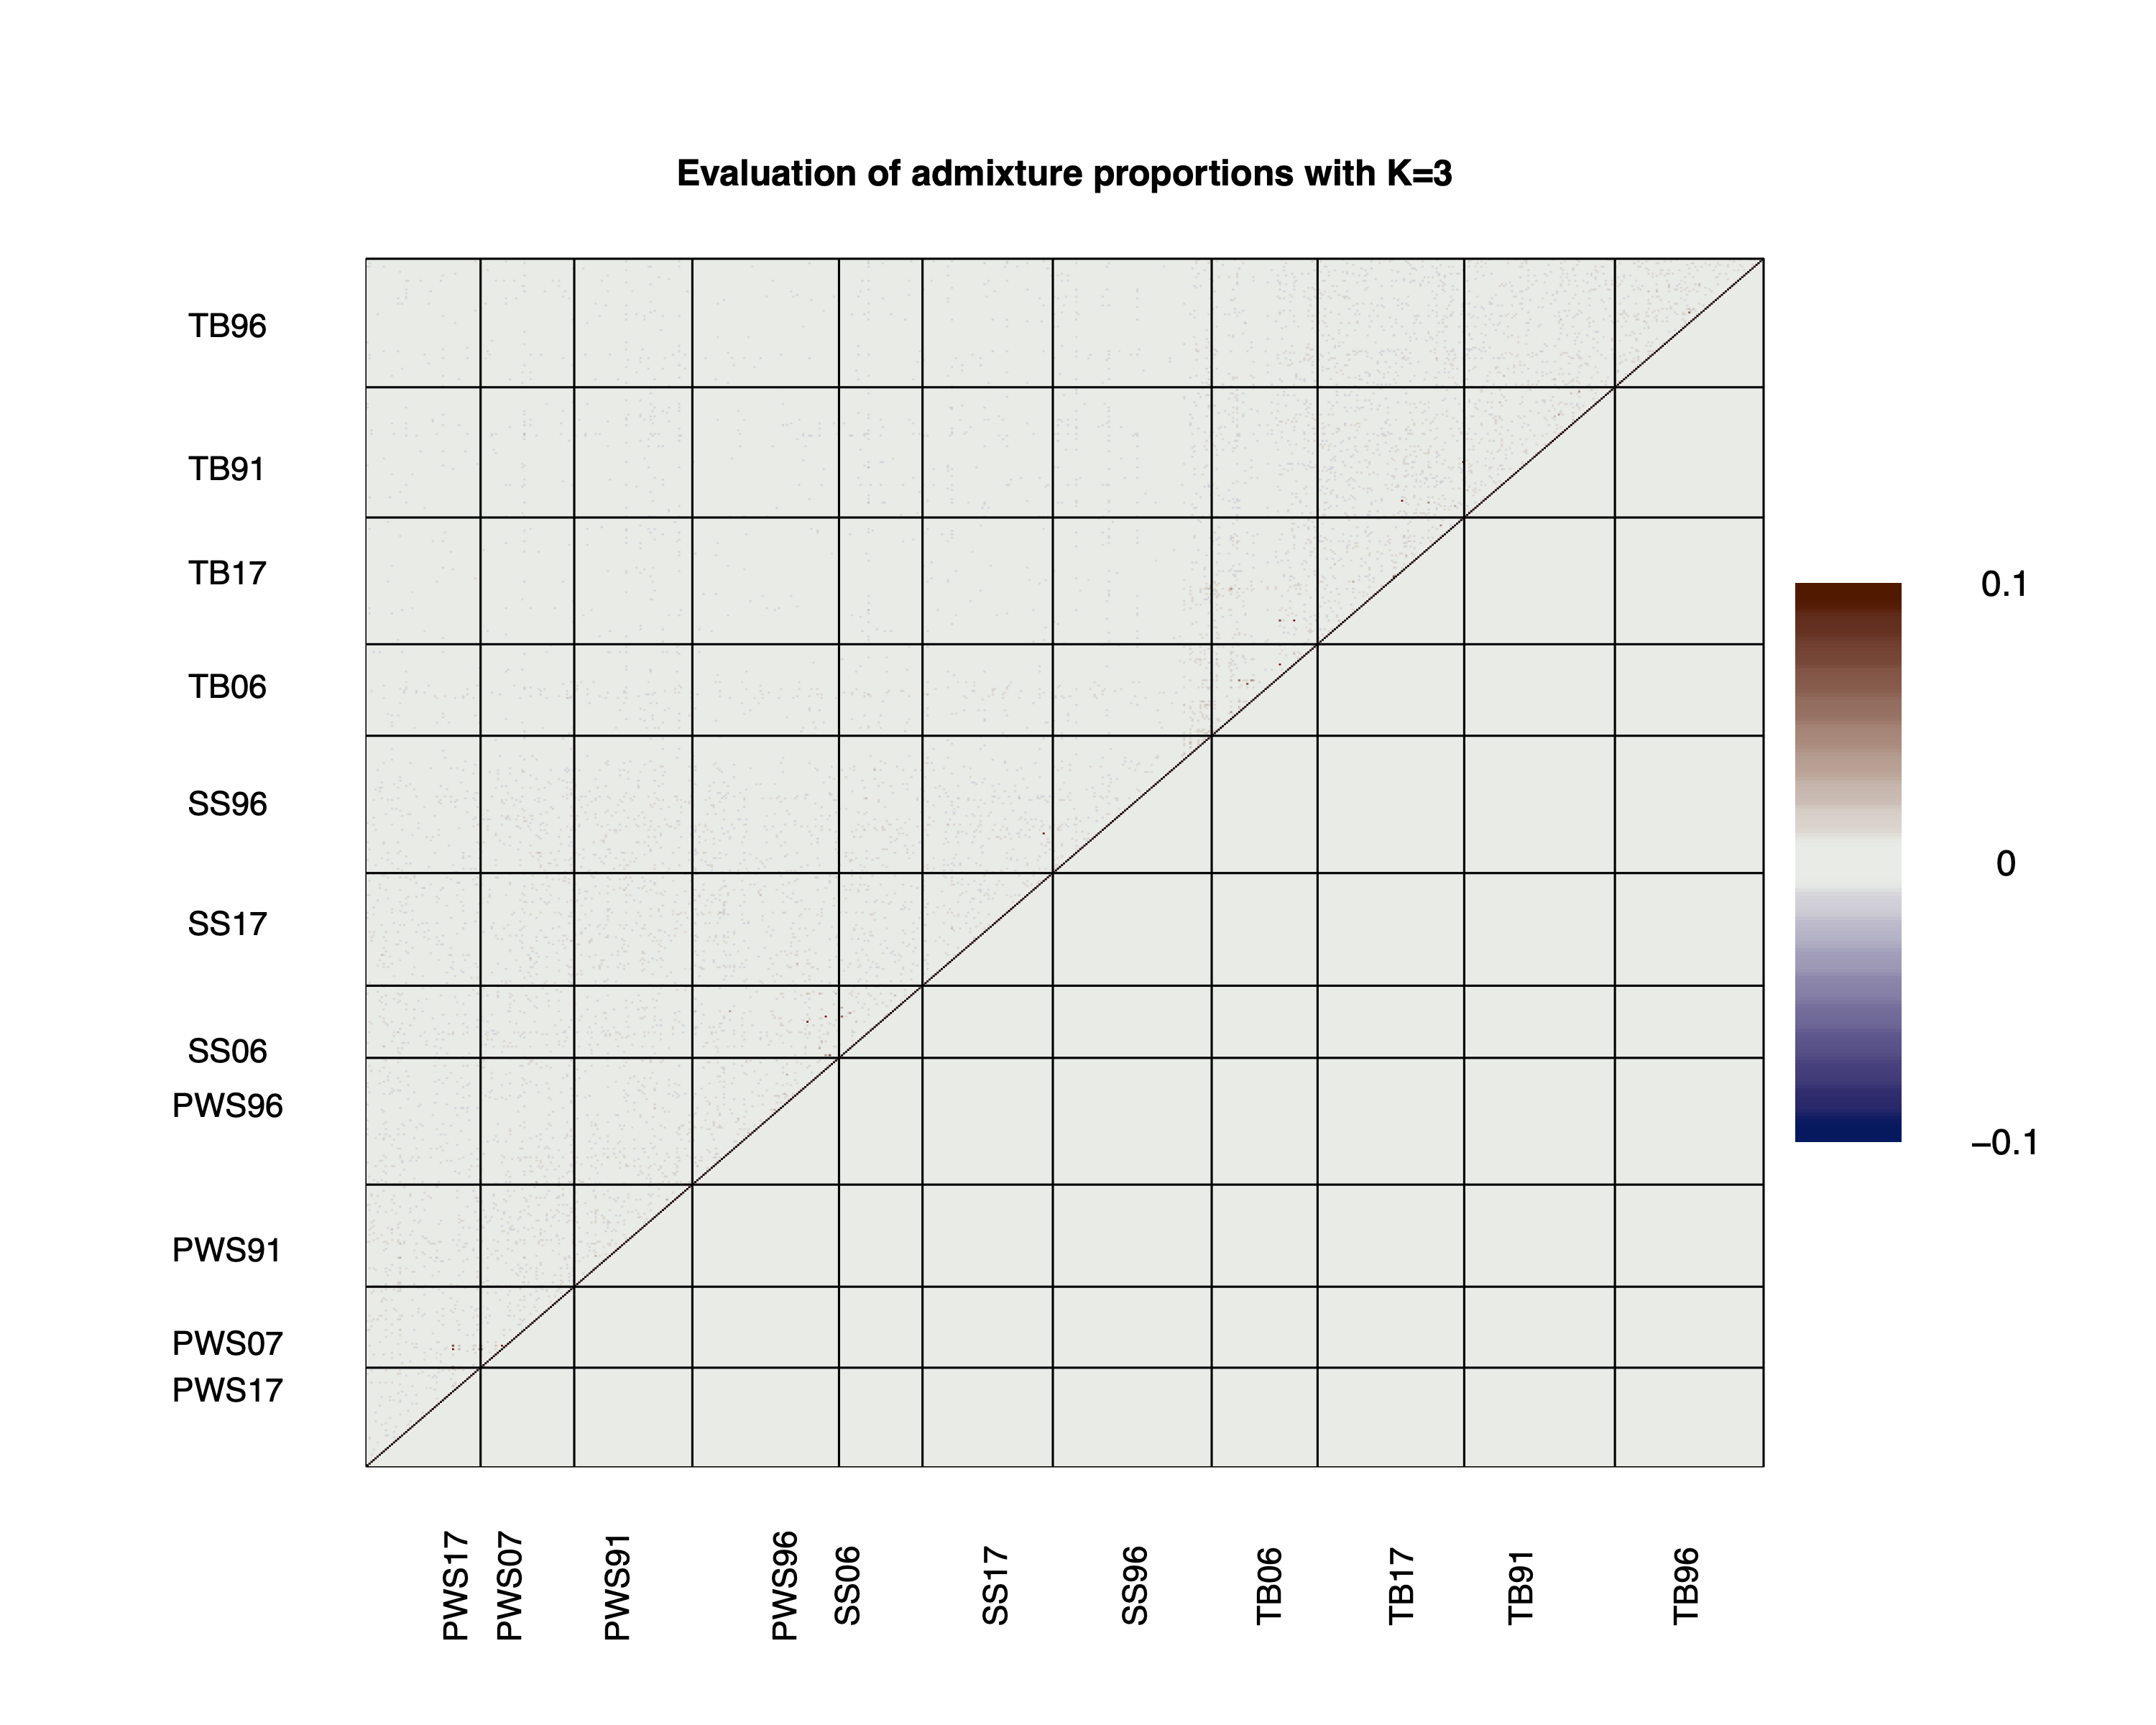 Evaluation of admixture proportions with K=3
TB96
TB91
TB17
TB06
SS96
SS17
SS06
PWS96
PWS91
PWS07
PWS17
0.1
0
−0.1
PWS17
PWS07
PWS91
PWS96
SS06
SS17
SS96
TB06
TB17
TB91
TB96